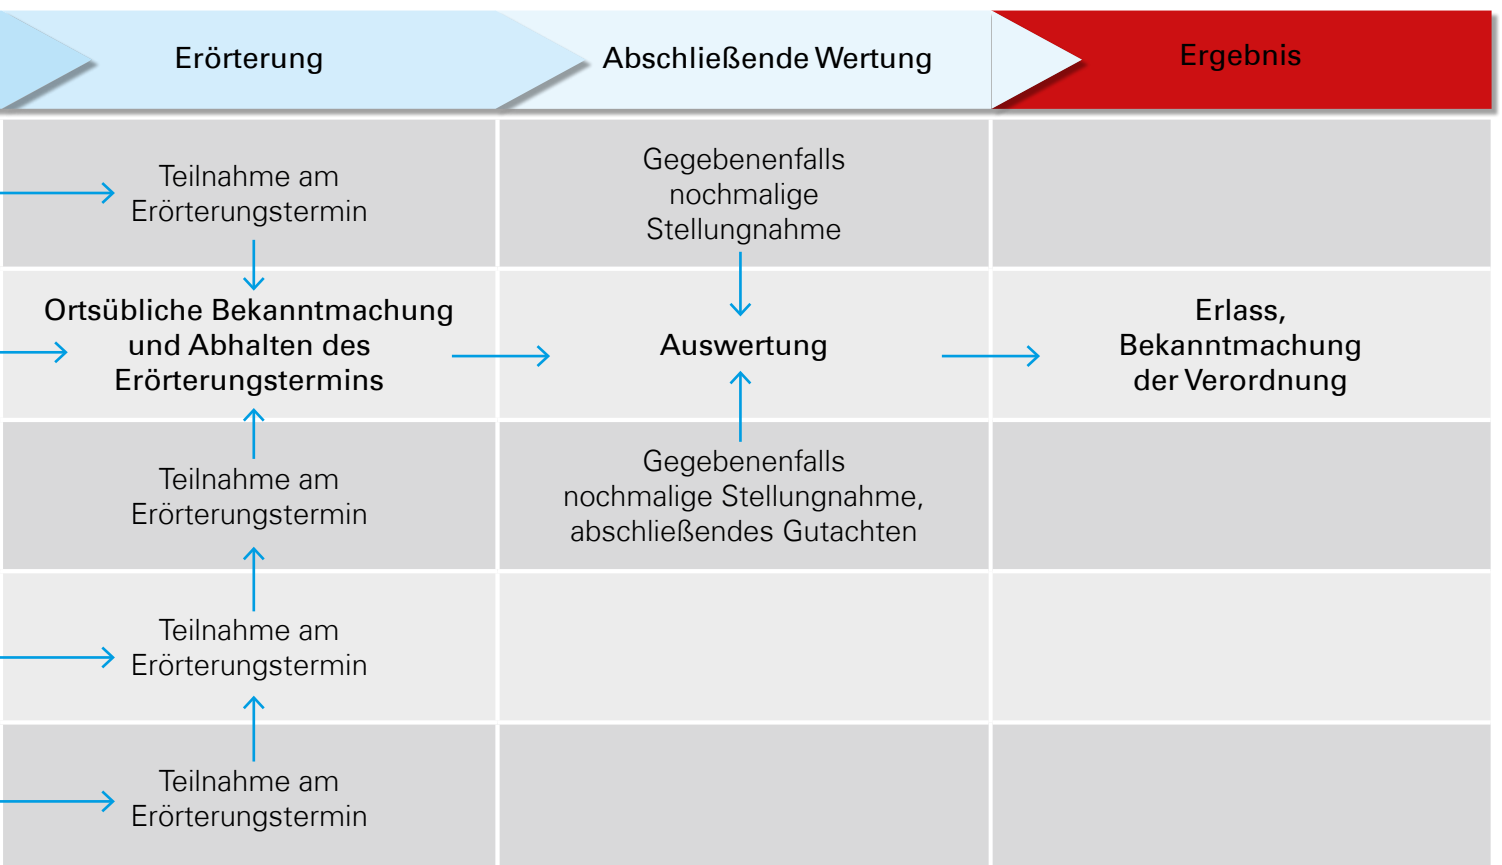 Erörterung
Abschließende Wertung
Ergebnis
Teilnahme am
Erörterungstermin
Gegebenenfalls
nochmalige
Stellungnahme
Ortsübliche Bekanntmachung
und Abhalten des
Erörterungstermins
Auswertung
Erlass,
Bekanntmachung
der Verordnung
Teilnahme am
Erörterungstermin
Gegebenenfalls
nochmalige Stellungnahme,
abschließendes Gutachten
Teilnahme am
Erörterungstermin
Teilnahme am
Erörterungstermin